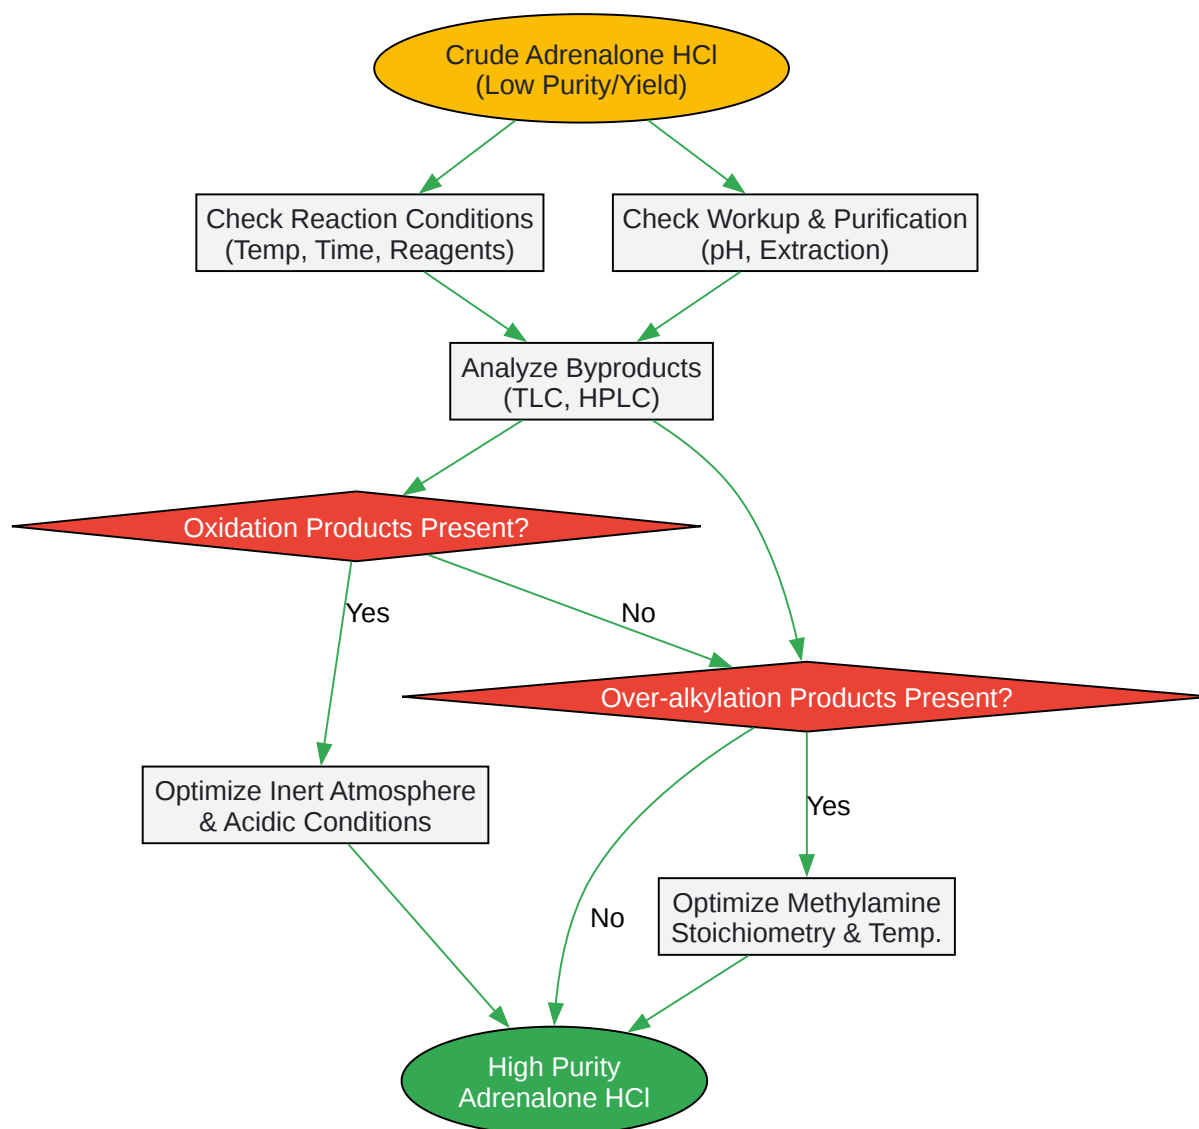 Crude Adrenalone HCl
(Low Purity/Yield)
Check Reaction Conditions
(Temp, Time, Reagents)
Check Workup & Purification
(pH, Extraction)
Analyze Byproducts
(TLC, HPLC)
Oxidation Products Present?
Yes
No
Over-alkylation Products Present?
Optimize Inert Atmosphere
& Acidic Conditions
Yes
No
Optimize Methylamine
Stoichiometry & Temp.
High Purity
Adrenalone HCl